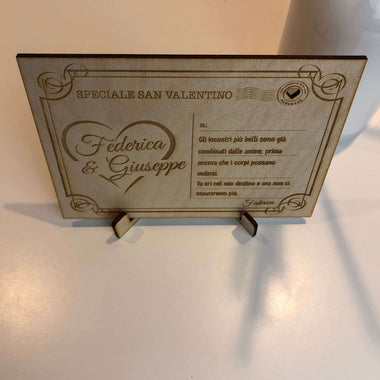 SPECIALE SAN VALENTINO
Federica
& Giuseppe
Gli incontri più belli sono già
combinati dalle anime, prima
ancora che i corpi possano
vedersi.
Tu eri nel mio destino e ora non ci
separeremo più
Federica